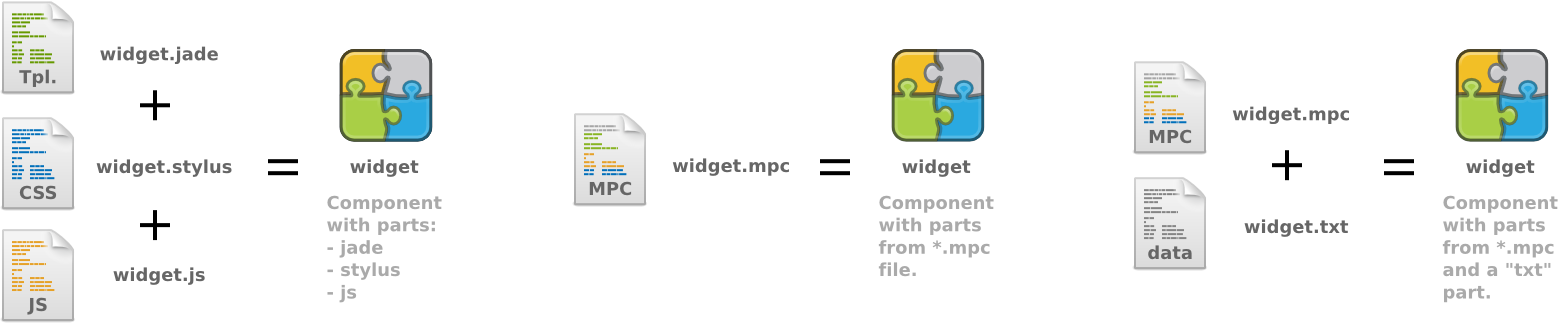 Tpl.
widget.jade
+
CSS
widget.stylus
+
JS
widget.js
=
widget
Component
with parts:
- jade
- stylus
- js
MPC
widget.mpc
=
widget
Component
with parts
from *.mpc
file.
MPC
widget.mpc
+
data
widget.txt
=
widget
Component
with parts
from *.mpc
and a "txt"
part.